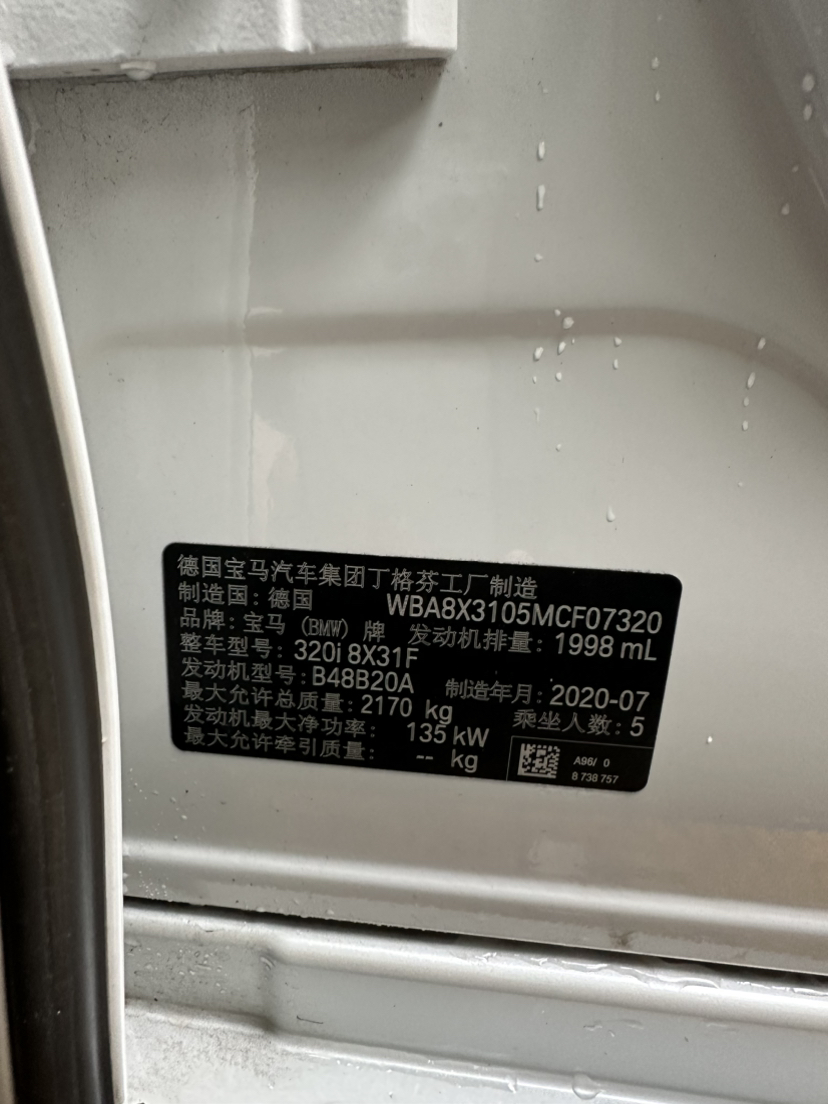 德国宝马汽车集团丁格芬工厂制造
制造国：德国 WBA8X3105MCF07320
品牌：宝马 (BMW) 牌 发动机排量：1998 mL
整车型号：320i 8X31F
发动机型号：B48B20A 制造年月：2020-07
最大允许总质量：2170 kg 乘坐人数：5
发动机最大净功率： 135 kW
最大允许牵引质量： -- kg
A96/ 0
8 738 757